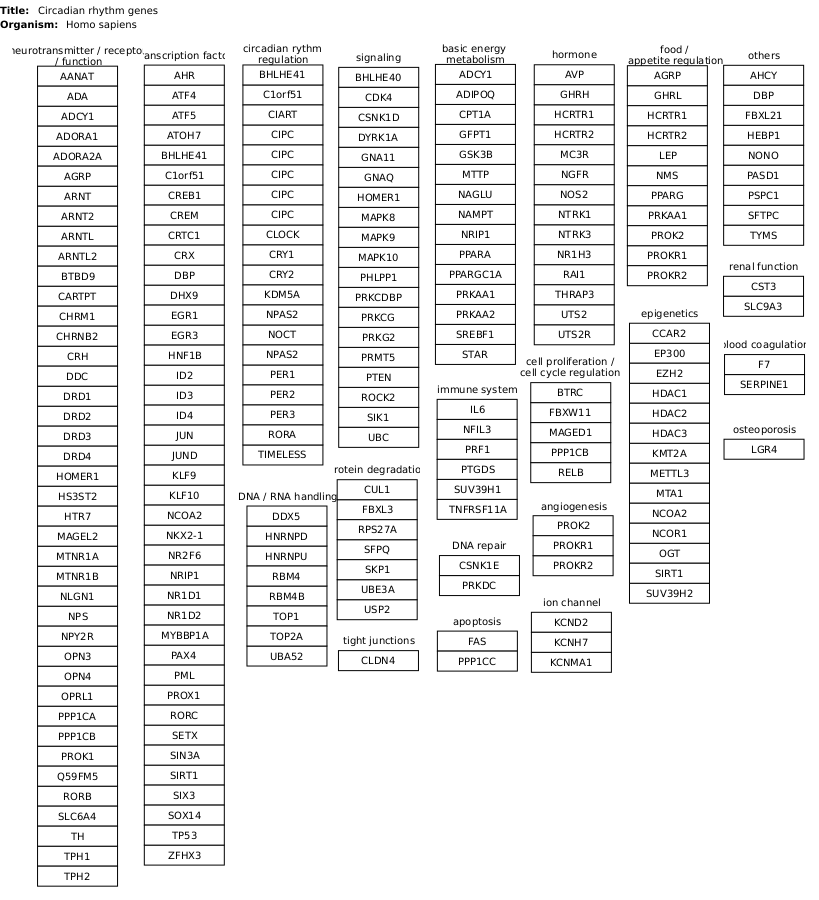 Title: Circadian rhythm genes
Organism: Homo sapiens
eurotransmitter / recepto
/ function
AANAT
ADA
ADCY1
ADORA1
ADORA2A
AGRP
ARNT
ARNT2
ARNTL
ARNTL2
BTBD9
CARTPT
CHRM1
CHRNB2
CRH
DDC
DRD1
DRD2
DRD3
DRD4
HOMER1
HS3ST2
HTR7
MAGEL2
MTNR1A
MTNR1B
NLGN1
NPS
NPY2R
OPN3
OPN4
OPRL1
PPP1CA
PPP1CB
PROK1
Q59FM5
RORB
SLC6A4
TH
TPH1
TPH2
anscription facto
AHR
ATF4
ATF5
ATOH7
BHLHE41
C1orf51
CREB1
CREM
CRTC1
CRX
DBP
DHX9
EGR1
EGR3
HNF1B
ID2
ID3
ID4
JUN
JUND
KLF9
KLF10
NCOA2
NKX2-1
NR2F6
NRIP1
NR1D1
NR1D2
MYBBP1A
PAX4
PML
PROX1
RORC
SETX
SIN3A
SIRT1
SIX3
SOX14
TP53
ZFHX3
circadian rythm
regulation
BHLHE41
C1orf51
CIART
CIPC
CIPC
CIPC
CIPC
CIPC
CLOCK
CRY1
CRY2
KDM5A
NPAS2
NOCT
NPAS2
PER1
PER2
PER3
RORA
TIMELESS
DNA / RNA handling
DDX5
HNRNPD
HNRNPU
RBM4
RBM4B
TOP1
TOP2A
UBA52
signaling
BHLHE40
CDK4
CSNK1D
DYRK1A
GNA11
GNAQ
HOMER1
MAPK8
MAPK9
MAPK10
PHLPP1
PRKCDBP
PRKCG
PRKG2
PRMT5
PTEN
ROCK2
SIK1
UBC
rotein degradatio
CUL1
FBXL3
RPS27A
SFPQ
SKP1
UBE3A
USP2
tight junctions
CLDN4
basic energy
metabolism
ADCY1
ADIPOQ
CPT1A
GFPT1
GSK3B
MTTP
NAGLU
NAMPT
NRIP1
PPARA
PPARGC1A
PRKAA1
PRKAA2
SREBF1
STAR
immune system
IL6
NFIL3
PRF1
PTGDS
SUV39H1
TNFRSF11A
DNA repair
CSNK1E
PRKDC
apoptosis
FAS
PPP1CC
hormone
AVP
GHRH
HCRTR1
HCRTR2
MC3R
NGFR
NOS2
NTRK1
NTRK3
NR1H3
RAI1
THRAP3
UTS2
UTS2R
cell proliferation /
cell cycle regulation
BTRC
FBXW11
MAGED1
PPP1CB
RELB
angiogenesis
PROK2
PROKR1
PROKR2
ion channel
KCND2
KCNH7
KCNMA1
food /
appetite regulation
AGRP
GHRL
HCRTR1
HCRTR2
LEP
NMS
PPARG
PRKAA1
PROK2
PROKR1
PROKR2
epigenetics
CCAR2
EP300
EZH2
HDAC1
HDAC2
HDAC3
KMT2A
METTL3
MTA1
NCOA2
NCOR1
OGT
SIRT1
SUV39H2
others
AHCY
DBP
FBXL21
HEBP1
NONO
PASD1
PSPC1
SFTPC
TYMS
renal function
CST3
SLC9A3
lood coagulation
F7
SERPINE1
osteoporosis
LGR4